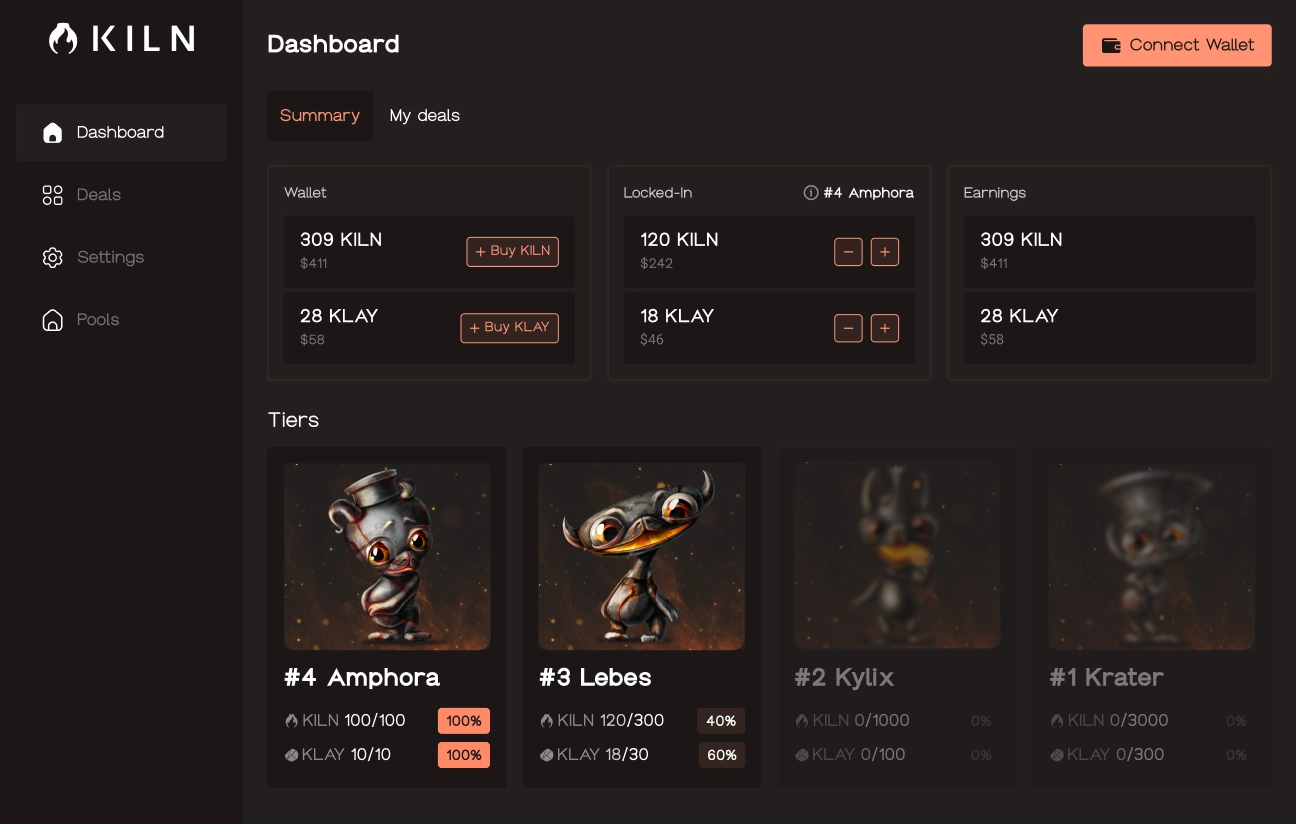 KILN
Dashboard
Deals
Settings
Pools
Dashboard
Connect Wallet
Summary
My deals
Wallet
309 KILN
$411
+ Buy KILN
28 KLAY
$58
+ Buy KLAY
Locked-In
#4 Amphora
120 KILN
$242
− +
18 KLAY
$46
− +
Earnings
309 KILN
$411
28 KLAY
$58
Tiers
#4 Amphora
KILN 100/100 100%
KLAY 10/10 100%
#3 Lebes
KILN 120/300 40%
KLAY 18/30 60%
#2 Kylix
KILN 0/1000 0%
KLAY 0/100 0%
#1 Krater
KILN 0/3000 0%
KLAY 0/300 0%